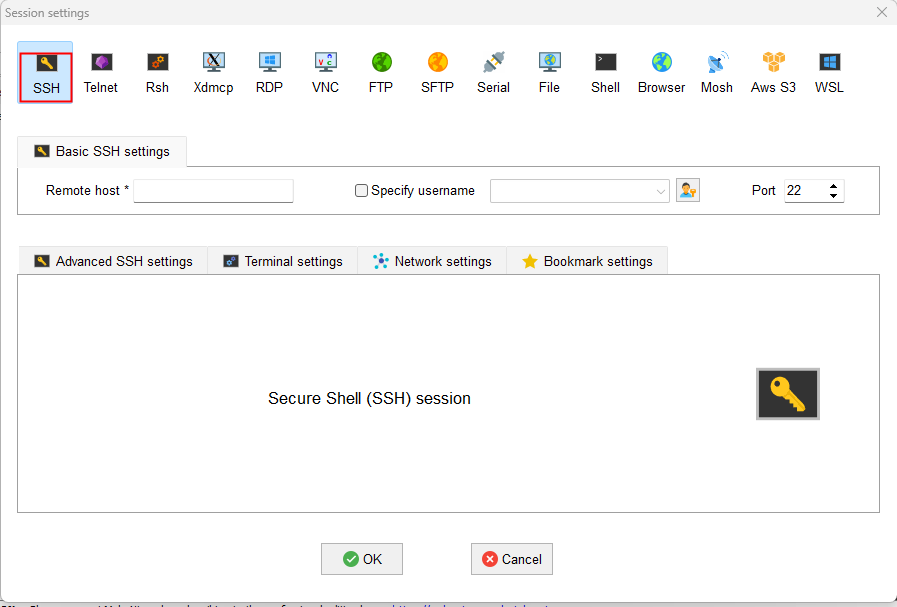 Session settings
SSH Telnet Rsh Xdmcp RDP VNC FTP SFTP Serial File Shell Browser Mosh Aws S3 WSL
Basic SSH settings
Remote host * Specify username Port 22
Advanced SSH settings Terminal settings Network settings Bookmark settings
Secure Shell (SSH) session
OK Cancel